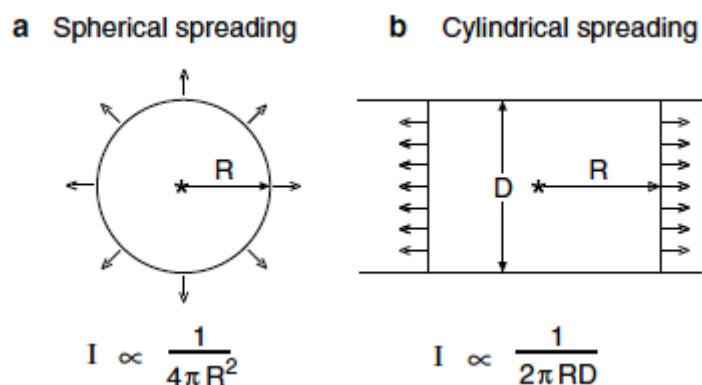 a Spherical spreading
b Cylindrical spreading
R
D
R
I ∝ 1/4πR²
I ∝ 1/2πRD